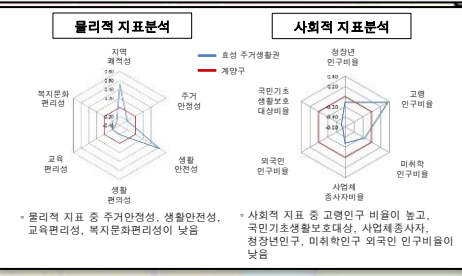 물리적 지표분석
사회적 지표분석
효성 주거생활권
계양구
지역
쾌적성
주거
안정성
생활
안전성
생활
편의성
교육
편리성
복지문화
편리성
청장년
인구비율
고령
인구비율
미취학
인구비율
사업체
종사자비율
외국인
인구비율
국민기초
생활보호
대상비율
◦ 물리적 지표 중 주거안정성, 생활안전성,
교육편리성, 복지문화편리성이 낮음
◦ 사회적 지표 중 고령인구 비율이 높고,
국민기초생활보호대상, 사업체종사자,
청장년인구, 미취학인구 외국인 인구비율이
낮음